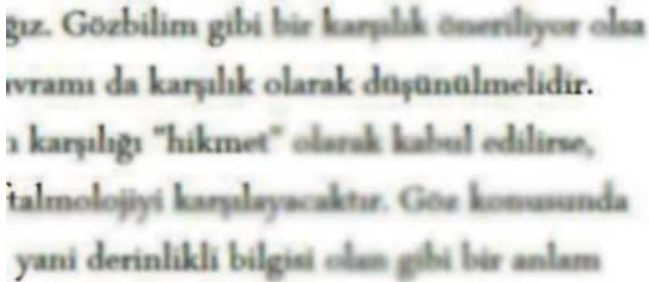 ğız. Gözbilim gibi bir karşılık öneriliyor olsa
vramı da karşılık olarak düşünülmelidir.
ı karşılığı "hikmet" olarak kabul edilirse,
talmolojiyi karşılayacaktır. Göz konusunda
yani derinlikli bilgisi olan gibi bir anlam